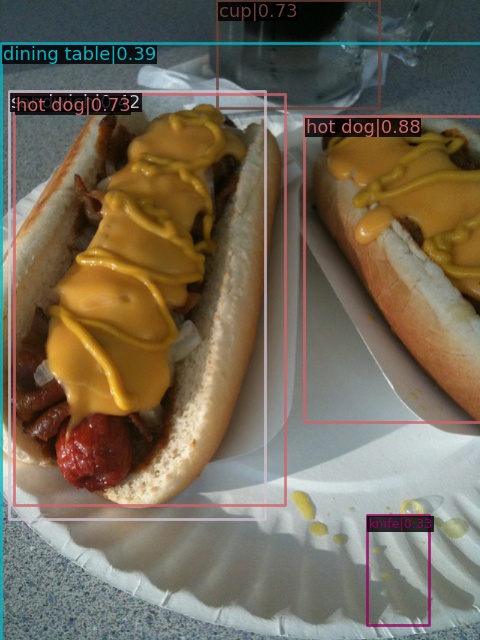 cup|0.73
dining table|0.39
hot dog|0.73
hot dog|0.88
knife|0.33